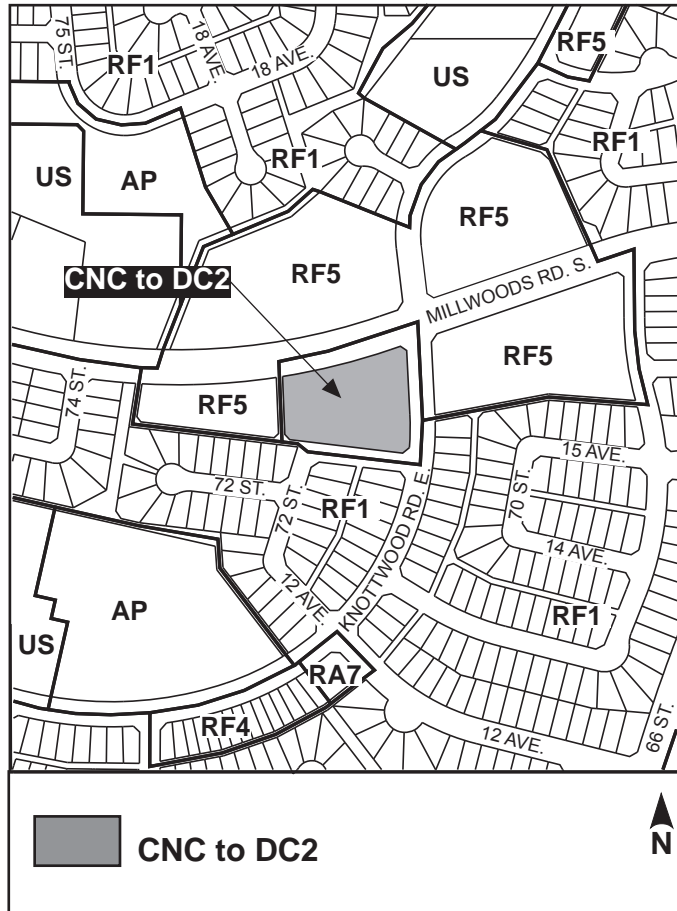 75 ST.
18 AVE.
18 AVE.
RF1
RF5
US
RF1
US
AP
RF1
RF5
RF5
CNC to DC2
MILLWOODS RD. S.
RF5
RF5
74 ST.
15 AVE.
72 ST.
72 ST.
RF1
70 ST.
14 AVE.
KNOTTWOOD RD. E.
12 AVE.
AP
RF1
US
RA7
RF4
12 AVE.
66 ST.
CNC to DC2
N